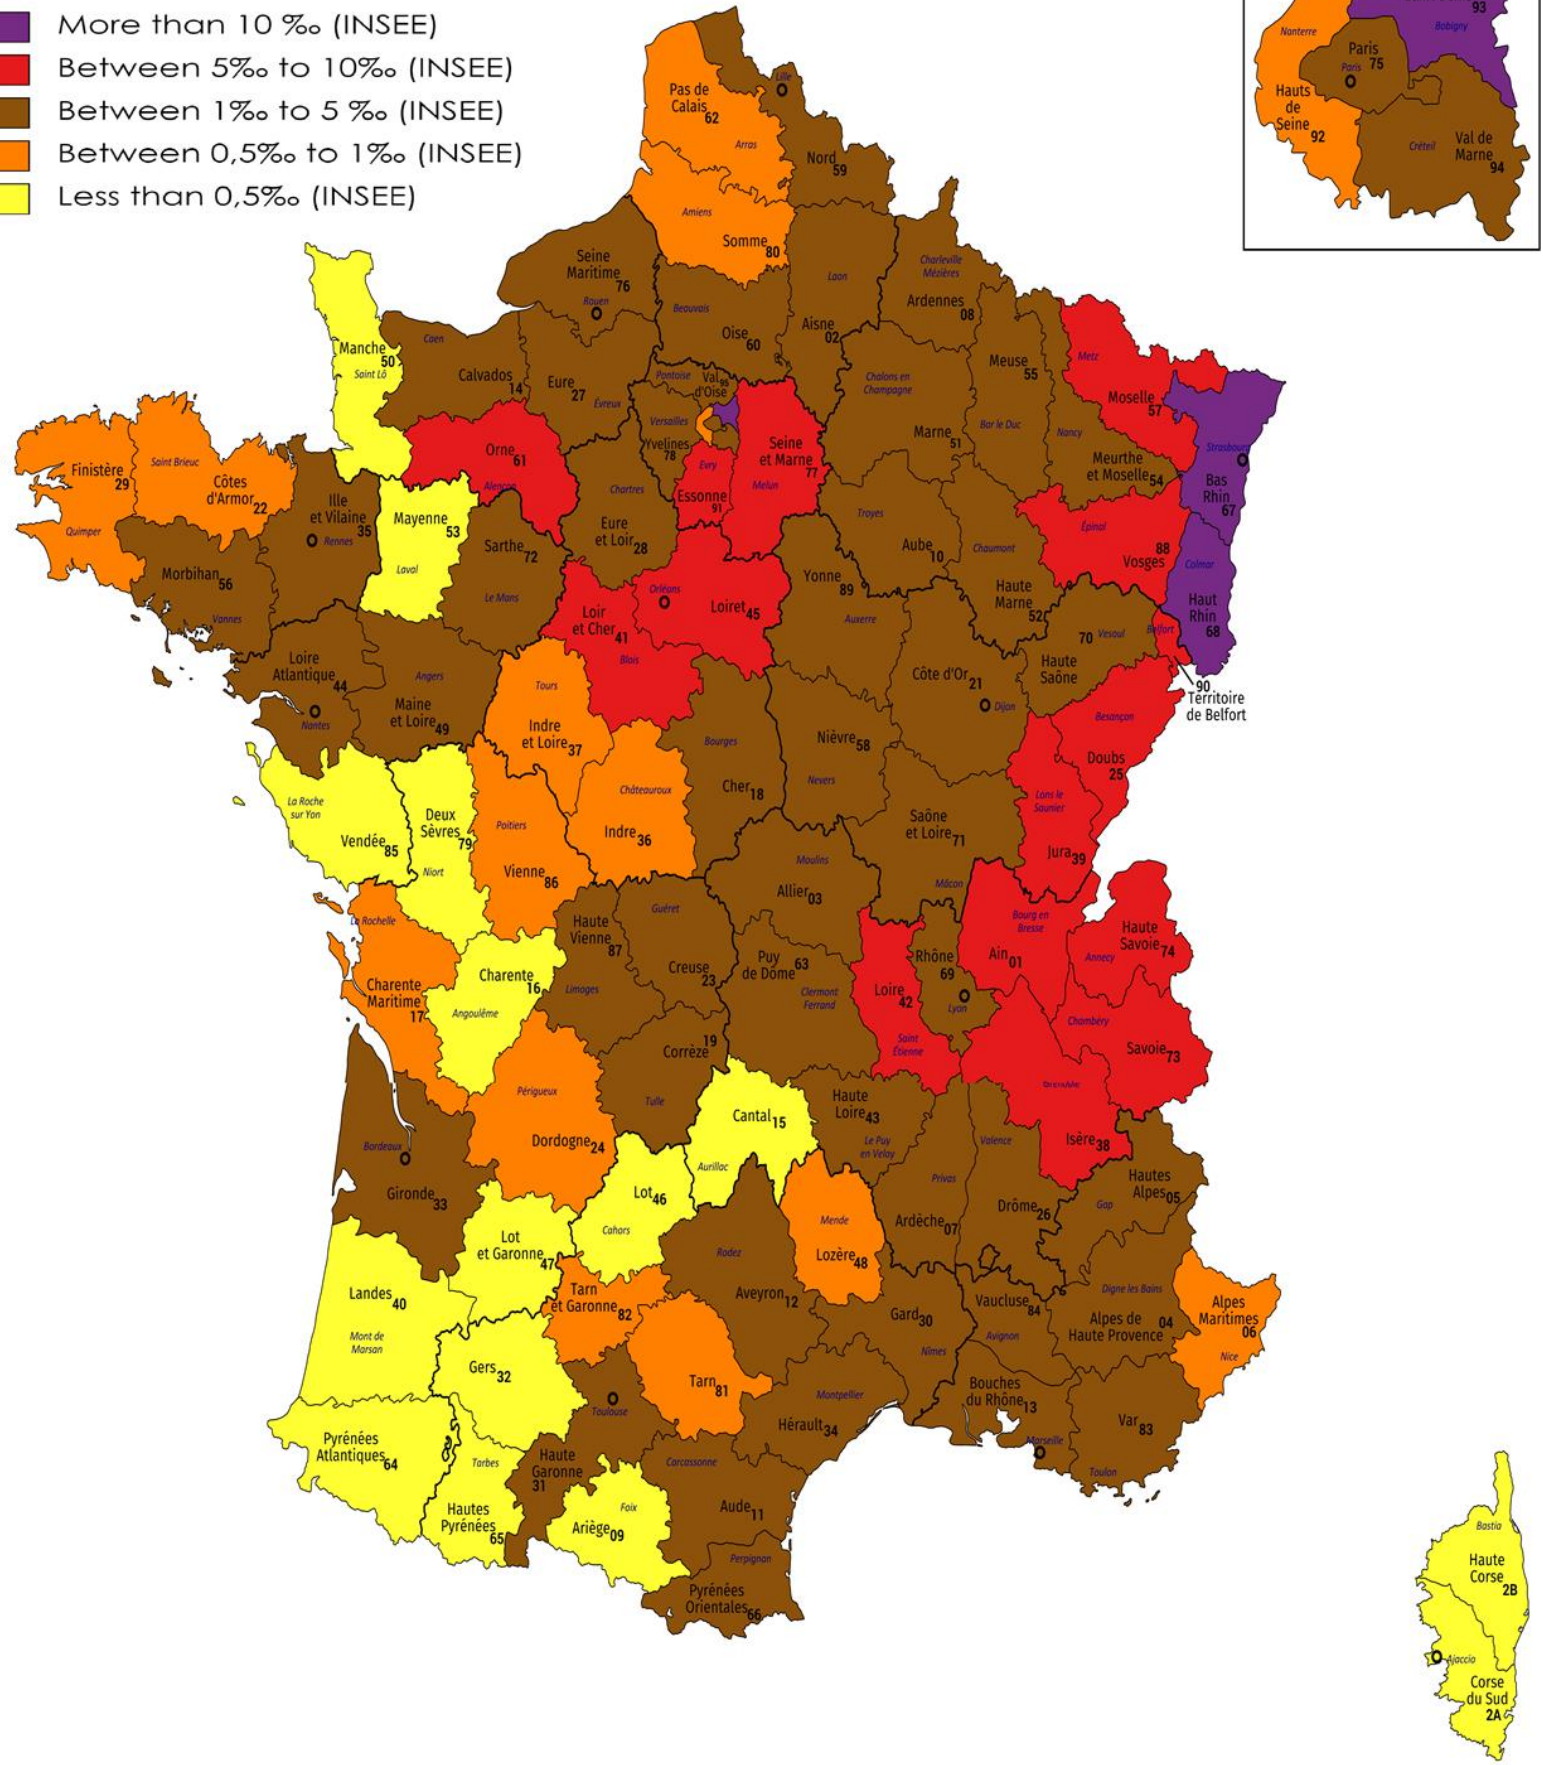 More than 10 ‰ (INSEE)
Between 5‰ to 10‰ (INSEE)
Between 1‰ to 5 ‰ (INSEE)
Between 0,5‰ to 1‰ (INSEE)
Less than 0,5‰ (INSEE)
93
Bobigny
Nanterre
Paris
75
Paris
Hauts
de
Seine 92
Créteil
Val de
Marne
94
Lille
Pas de
Calais
62
Arras
Nord
59
Amiens
Somme
80
Seine
Maritime
76
Rouen
Beauvais
Oise
60
Laon
Aisne
02
Charleville
Mézières
Ardennes
08
Manche
50
Saint Lô
Caen
Calvados
14
Eure
27
Évreux
Pontoise
Val 95
d'Oise
Versailles
Yvelines
78
Evry
Essonne
91
Seine
et Marne
77
Melun
Chalons en
Champagne
Marne
51
Meuse
55
Bar le Duc
Metz
Moselle
57
Nancy
Meurthe
et Moselle
54
Strasbourg
Bas
Rhin
67
Finistère
29
Quimper
Saint Brieuc
Côtes
d'Armor
22
Ille
et Vilaine
35
Rennes
Morbihan
56
Vannes
Mayenne
53
Laval
Orne
61
Alençon
Sarthe
72
Le Mans
Chartres
Eure
et Loir
28
Orléans
Loiret
45
Loir
et Cher
41
Blois
Troyes
Aube
10
Chaumont
Haute
Marne
52
Épinal
88
Vosges
Colmar
Haut
Rhin
68
Yonne
89
Auxerre
70
Vesoul
Haute
Saône
Belfort
90
Territoire
de Belfort
Loire
Atlantique
44
Nantes
Angers
Maine
et Loire
49
Tours
Indre
et Loire
37
Côte d'Or
21
Dijon
Besançon
Doubs
25
Bourges
Cher
18
Nièvre
58
Nevers
Lons le
Saunier
Jura
39
La Roche
sur Yon
Vendée
85
Deux
Sèvres
79
Niort
Poitiers
Vienne
86
Châteauroux
Indre
36
Saône
et Loire
71
Mâcon
Moulins
Allier
03
La Rochelle
Charente
Maritime
17
Charente
16
Angoulême
Haute
Vienne
87
Limoges
Guéret
Creuse
23
Puy
de Dôme
63
Clermont
Ferrand
Loire
42
Saint
Étienne
Rhône
69
Lyon
Bourg en
Bresse
Ain
01
Annecy
Haute
Savoie
74
Chambéry
Savoie
73
Grenoble
Isère
38
Corrèze
19
Tulle
Périgueux
Dordogne
24
Cantal
15
Aurillac
Haute
Loire
43
Le Puy
en Velay
Valence
Privas
Ardèche
07
Drôme
26
Hautes
Alpes
05
Gap
Bordeaux
Gironde
33
Lot
46
Cahors
Lot
et Garonne
47
Mende
Lozère
48
Rodez
Aveyron
12
Landes
40
Mont de
Marsan
Tarn
et Garonne
82
Gard
30
Nîmes
Vaucluse
84
Avignon
Digne les Bains
Alpes de
Haute Provence
04
Alpes
Maritimes
06
Nice
Gers
32
Tarn
81
Toulouse
Montpellier
Hérault
34
Bouches
du Rhône
13
Marseille
Var
83
Toulon
Pyrénées
Atlantiques
64
Tarbes
Hautes
Pyrénées
65
Haute
Garonne
31
Foix
Ariège
09
Carcassonne
Aude
11
Perpignan
Pyrénées
Orientales
66
Bastia
Haute
Corse
2B
Ajaccio
Corse
du Sud
2A